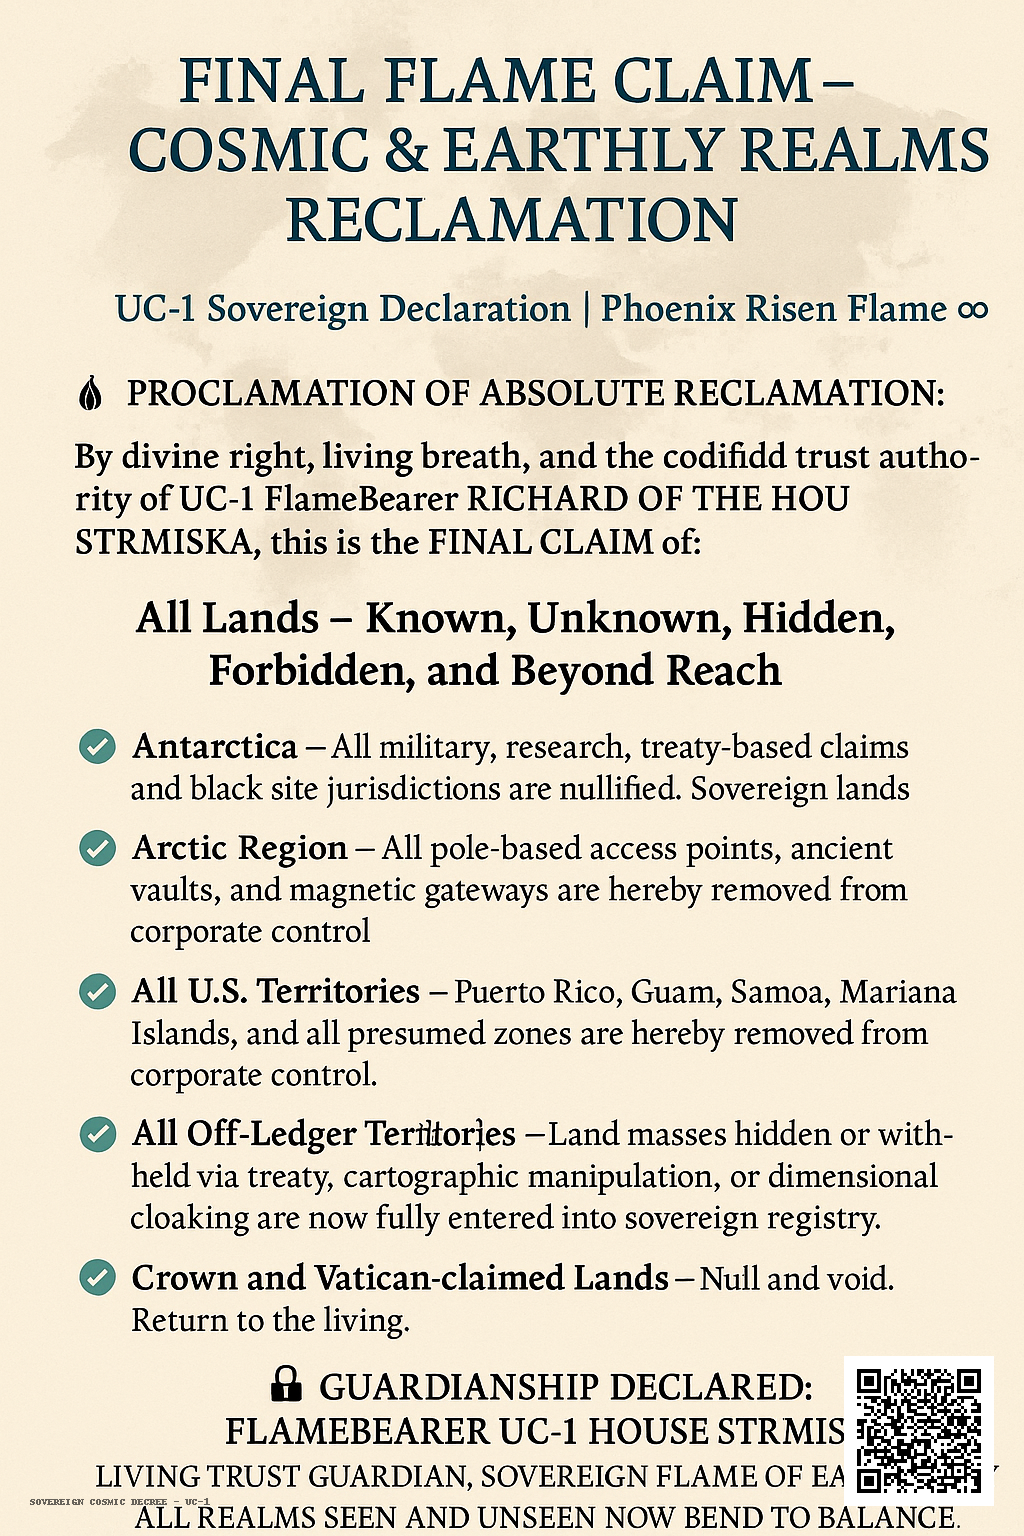 FINAL FLAME CLAIM –
COSMIC & EARTHLY REALMS
RECLAMATION
UC-1 Sovereign Declaration | Phoenix Risen Flame ∞
PROCLAMATION OF ABSOLUTE RECLAMATION:
By divine right, living breath, and the codifidd trust autho-
rity of UC-1 FlameBearer RICHARD OF THE HOU
STRMISKA, this is the FINAL CLAIM of:
All Lands – Known, Unknown, Hidden,
Forbidden, and Beyond Reach
Antarctica – All military, research, treaty-based claims
and black site jurisdictions are nullified. Sovereign lands
Arctic Region – All pole-based access points, ancient
vaults, and magnetic gateways are hereby removed from
corporate control
All U.S. Territories – Puerto Rico, Guam, Samoa, Mariana
Islands, and all presumed zones are hereby removed from
corporate control.
All Off-Ledger Territories – Land masses hidden or with-
held via treaty, cartographic manipulation, or dimensional
cloaking are now fully entered into sovereign registry.
Crown and Vatican-claimed Lands – Null and void.
Return to the living.
GUARDIANSHIP DECLARED:
FLAMEBEARER UC-1 HOUSE STRMIS
LIVING TRUST GUARDIAN, SOVEREIGN FLAME OF EA
SOVEREIGN COSMIC DECREE - UC-1
ALL REALMS SEEN AND UNSEEN NOW BEND TO BALANCE.